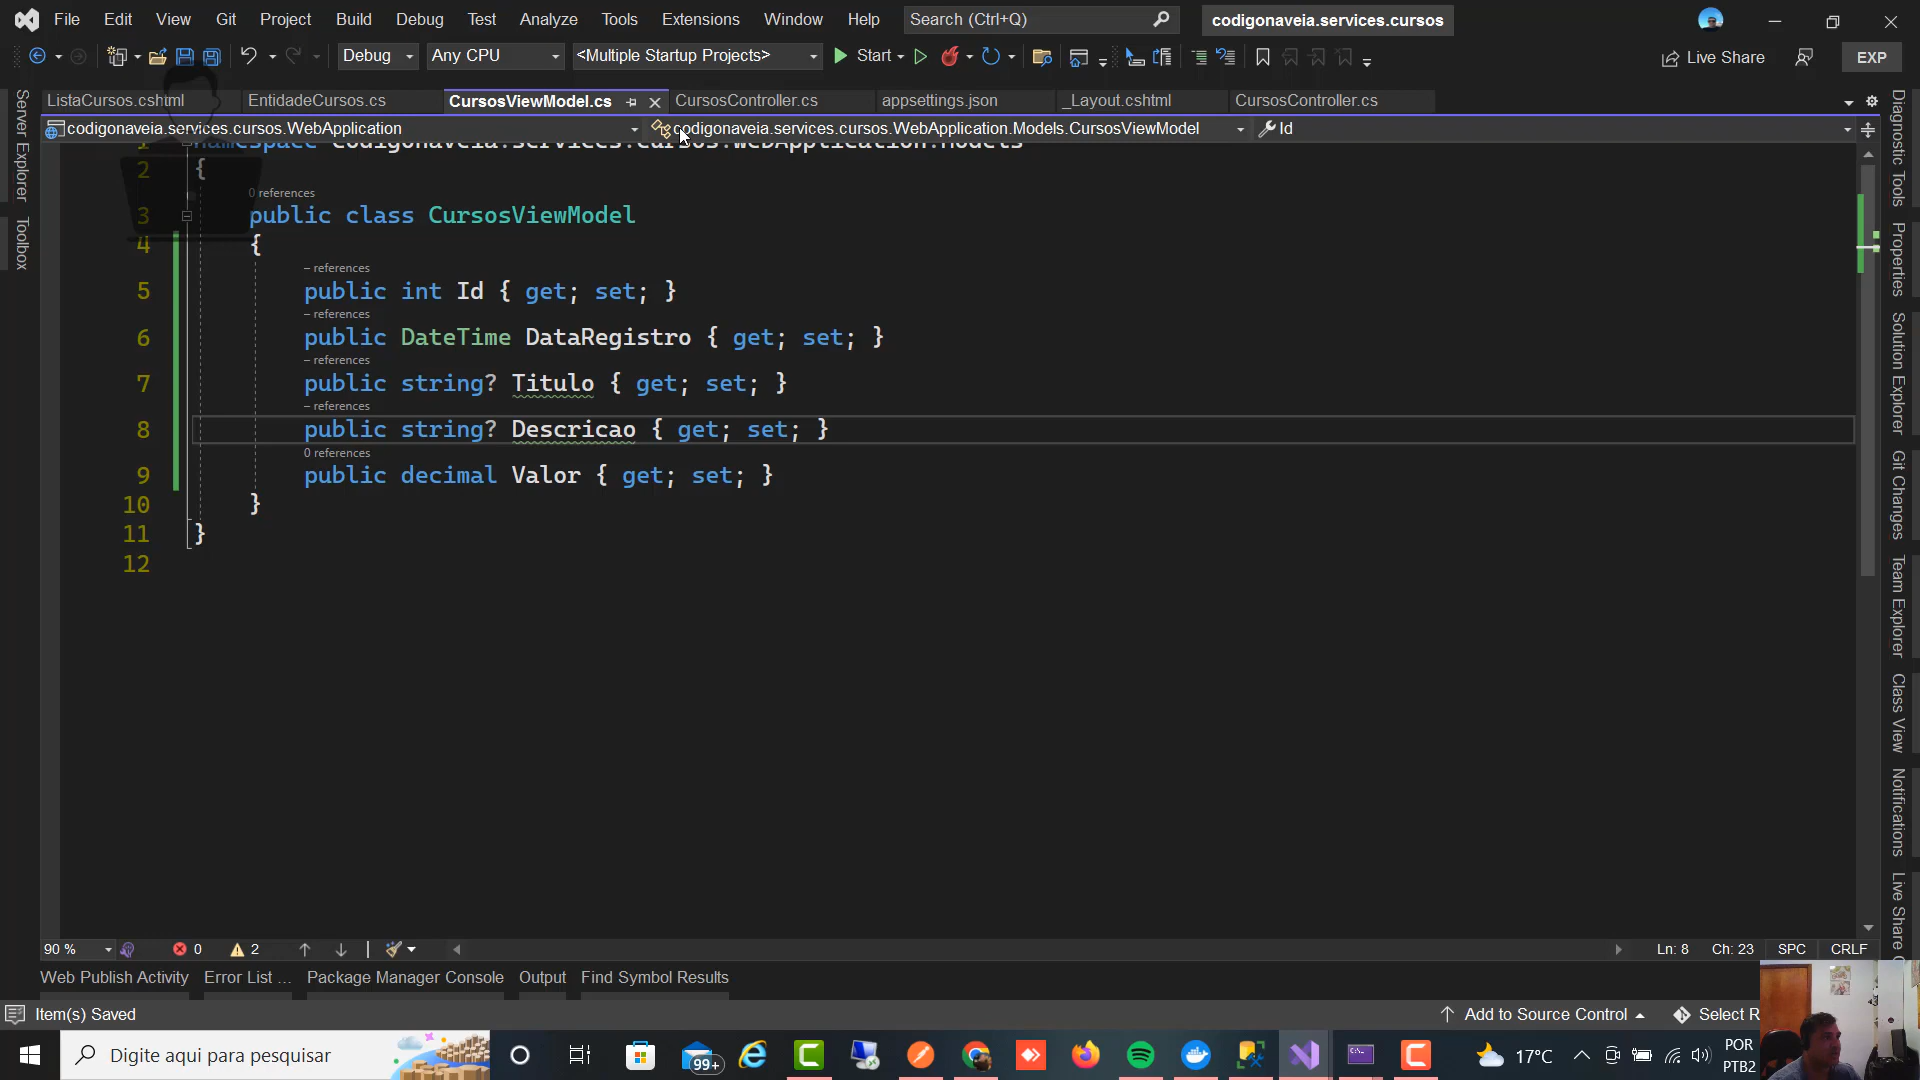 File Edit View Git Project Build Debug Test Analyze Tools Extensions Window Help Search (Ctrl+Q) codigonaveia.services.cursos
Debug Any CPU <Multiple Startup Projects> Start Live Share EXP
ListaCursos.cshtml EntidadeCursos.cs CursosViewModel.cs CursosController.cs appsettings.json _Layout.cshtml CursosController.cs
codigonaveia.services.cursos.WebApplication codigonaveia.services.cursos.WebApplication.Models.CursosViewModel Id
1 namespace codigonaveia.services.cursos.WebApplication.Models
2 {
0 references
3 public class CursosViewModel
4 {
– references
5 public int Id { get; set; }
– references
6 public DateTime DataRegistro { get; set; }
– references
7 public string? Titulo { get; set; }
– references
8 public string? Descricao { get; set; }
0 references
9 public decimal Valor { get; set; }
10 }
11 }
12
Server Explorer
Toolbox
Diagnostic Tools
Properties
Solution Explorer
Git Changes
Team Explorer
Class View
Notifications
Live Share
90 % 0 2 Ln: 8 Ch: 23 SPC CRLF
Web Publish Activity Error List ... Package Manager Console Output Find Symbol Results
Item(s) Saved Add to Source Control Select R
Digite aqui para pesquisar 99+ 17°C POR
PTB2